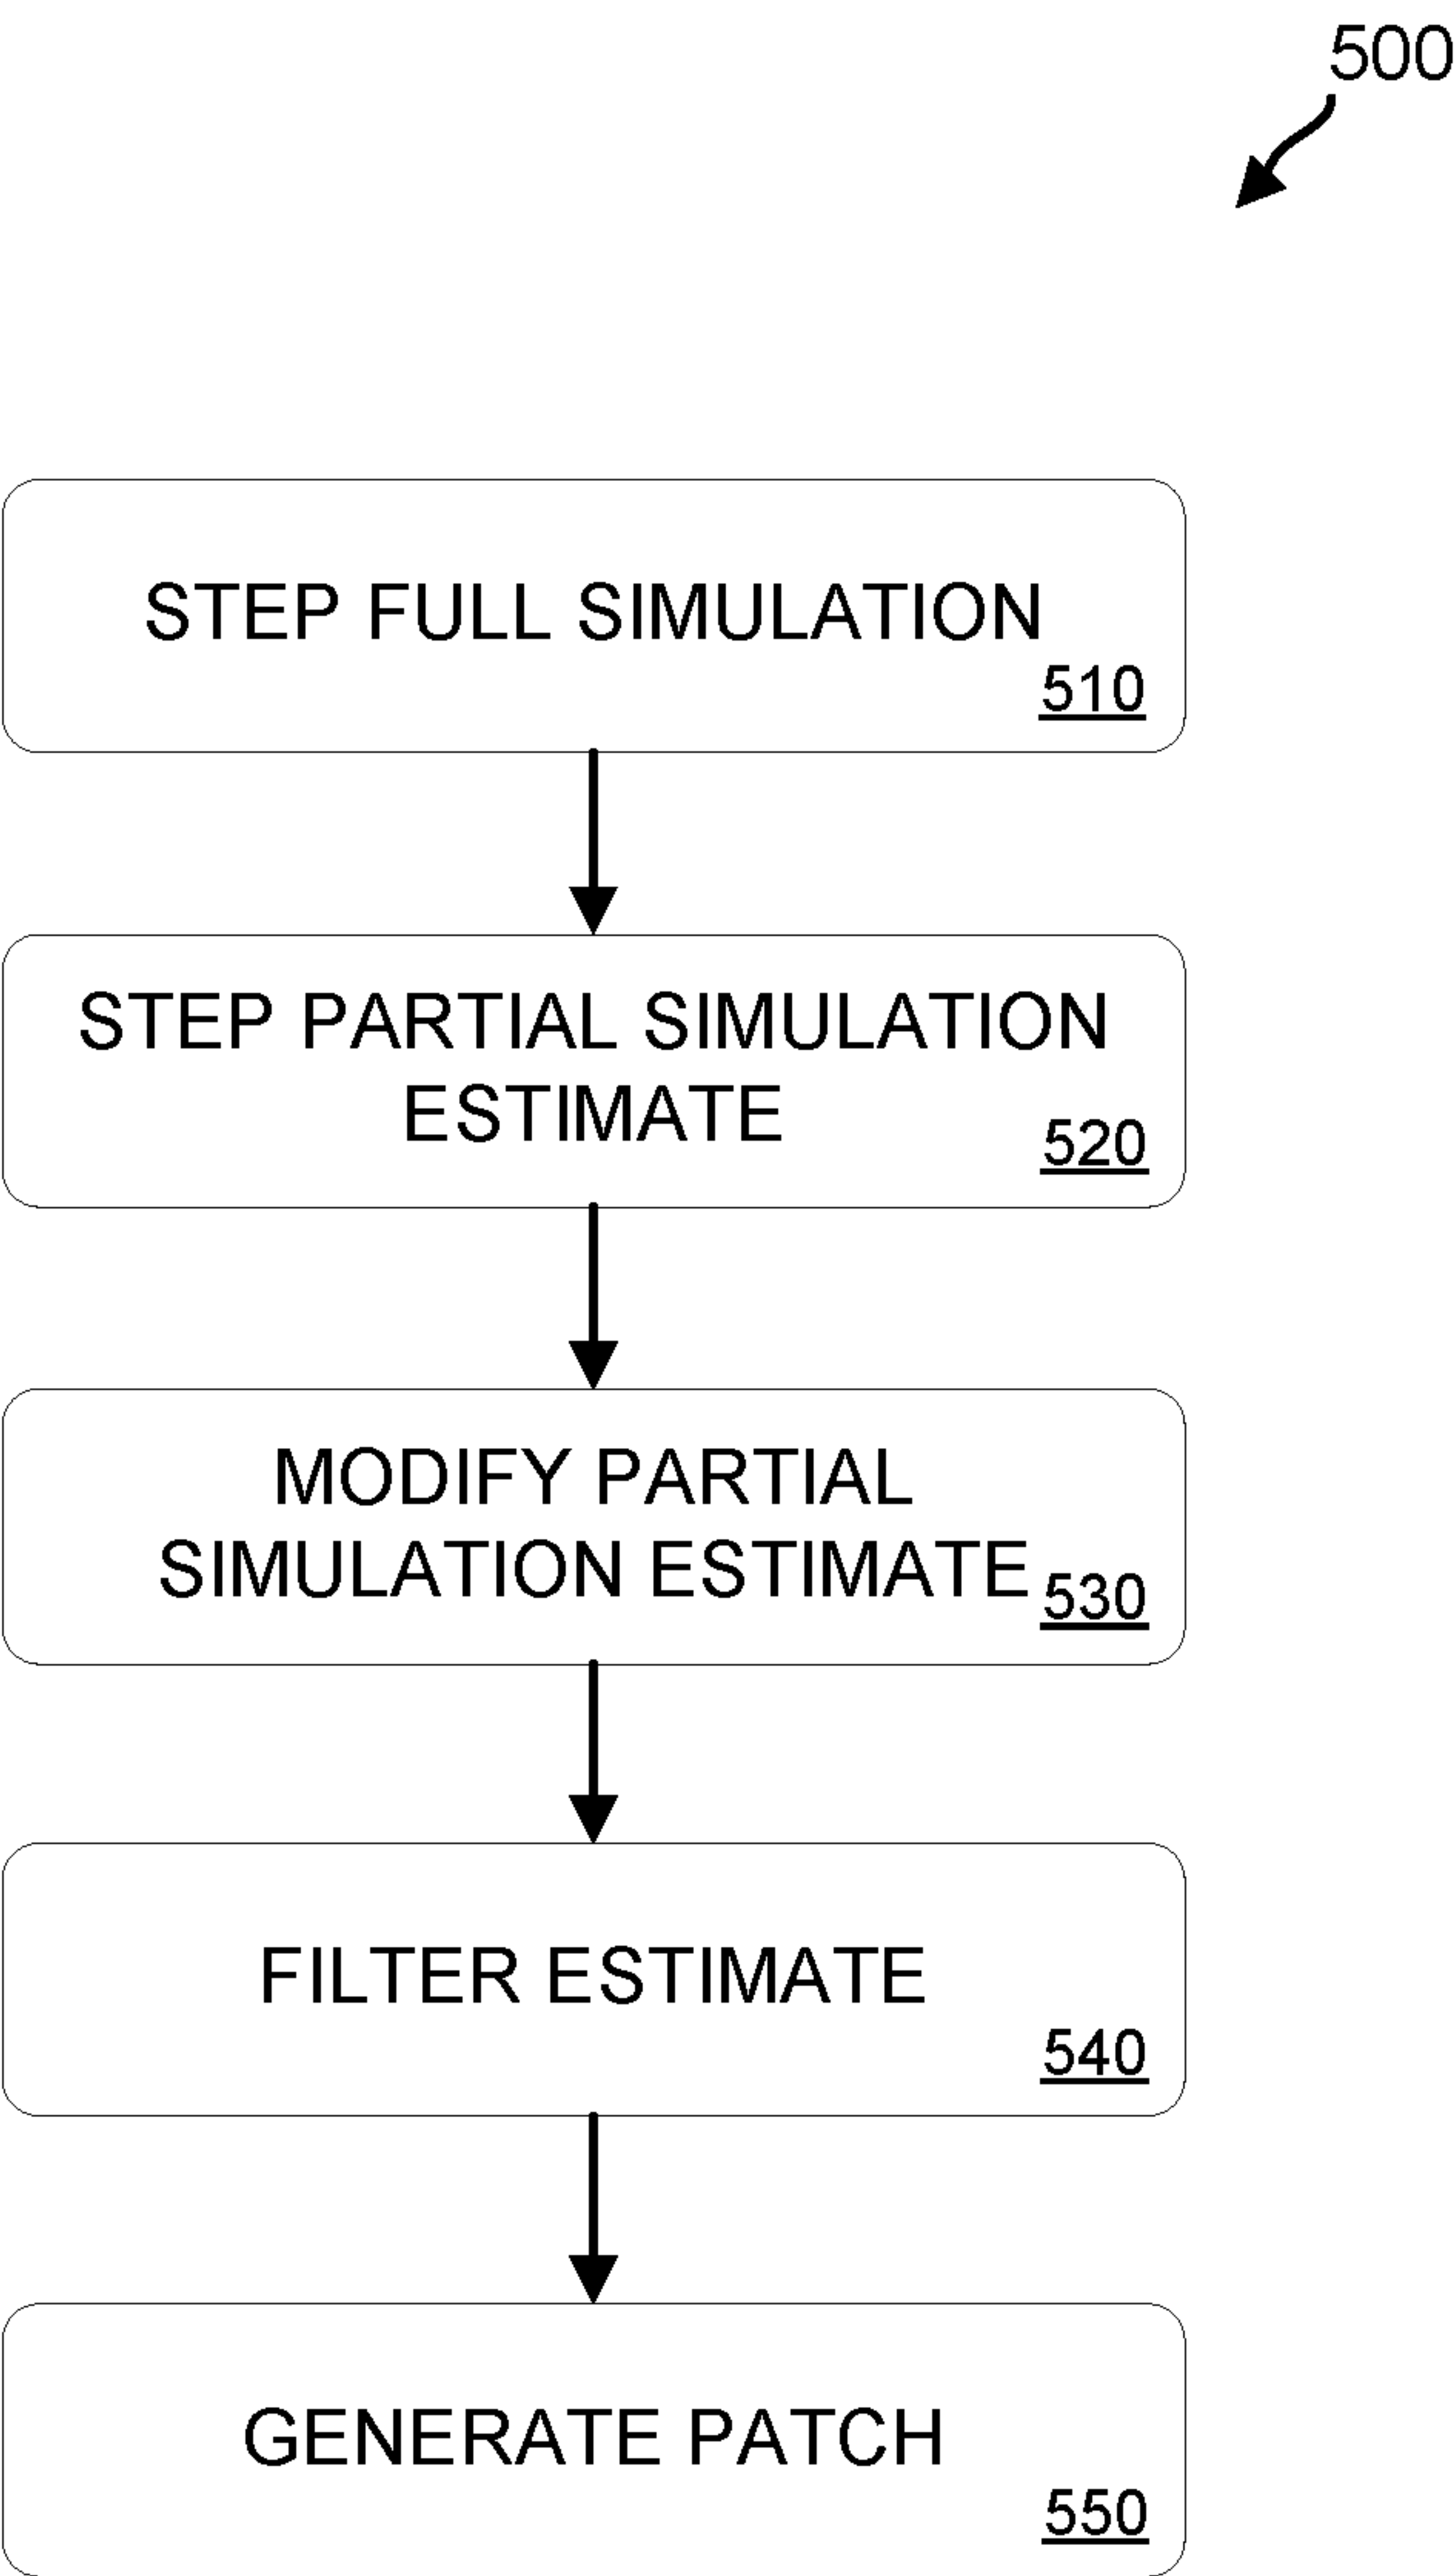 500
STEP FULL SIMULATION
510
STEP PARTIAL SIMULATION
ESTIMATE
520
MODIFY PARTIAL
SIMULATION ESTIMATE
530
FILTER ESTIMATE
540
GENERATE PATCH
550